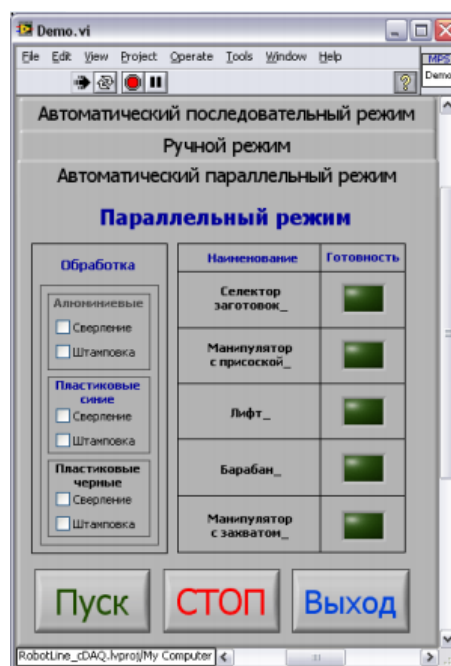 Demo.vi
File Edit View Project Operate Tools Window Help
MPS
Demo
Автоматический последовательный режим
Ручной режим
Автоматический параллельный режим
Параллельный режим
Обработка
Алюминиевые
Сверление
Штамповка
Пластиковые
синие
Сверление
Штамповка
Пластиковые
черные
Сверление
Штамповка
Наименование Готовность
Селектор
заготовок_
Манипулятор
с присоской_
Лифт_
Барабан_
Манипулятор
с захватом_
Пуск СТОП Выход
RobotLine_cDAQ.lvproj/My Computer